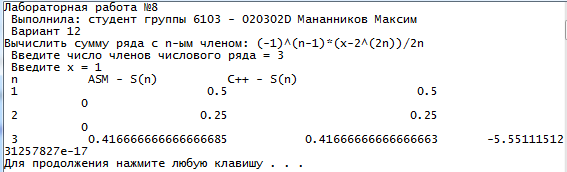 Лабораторная работа №8
Выполнила: студент группы 6103 - 020302D Мананников Максим
Вариант 12
Вычислить сумму ряда с n-ым членом: (-1)^(n-1)*(x-2^(2n))/2n
Введите число членов числового ряда = 3
Введите x = 1
n ASM - S(n) C++ - S(n)
1 0.5 0.5
0
2 0.25 0.25
0
3 0.416666666666666685 0.41666666666666663 -5.55111512
31257827e-17
Для продолжения нажмите любую клавишу . . .